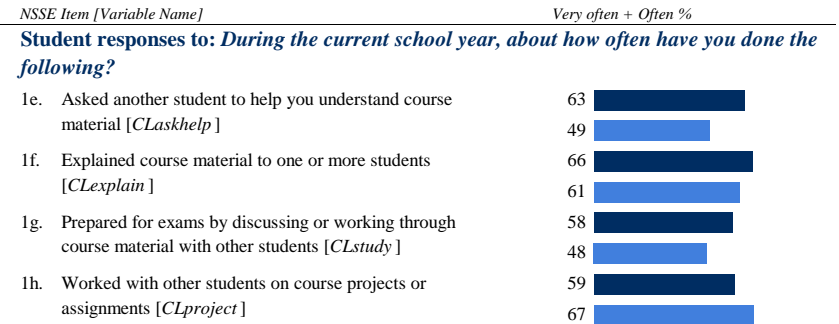 NSSE Item [Variable Name] Very often + Often %
Student responses to: During the current school year, about how often have you done the
following?
1e. Asked another student to help you understand course 63
material [CLaskhelp ] 49
1f. Explained course material to one or more students 66
[CLexplain ] 61
1g. Prepared for exams by discussing or working through 58
course material with other students [CLstudy ] 48
1h. Worked with other students on course projects or 59
assignments [CLproject ] 67